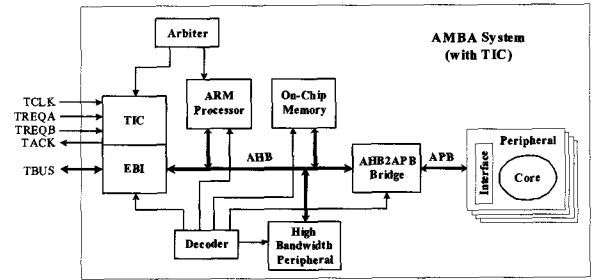 Arbiter
AMBA System
(with TIC)
TCLK
TREQA
TREQB
TACK
TBUS
TIC
EBI
ARM
Processor
On-Chip
Memory
AHB
AHB2APB
Bridge
APB
Peripheral
Interface
Core
Decoder
High
Bandwidth
Peripheral